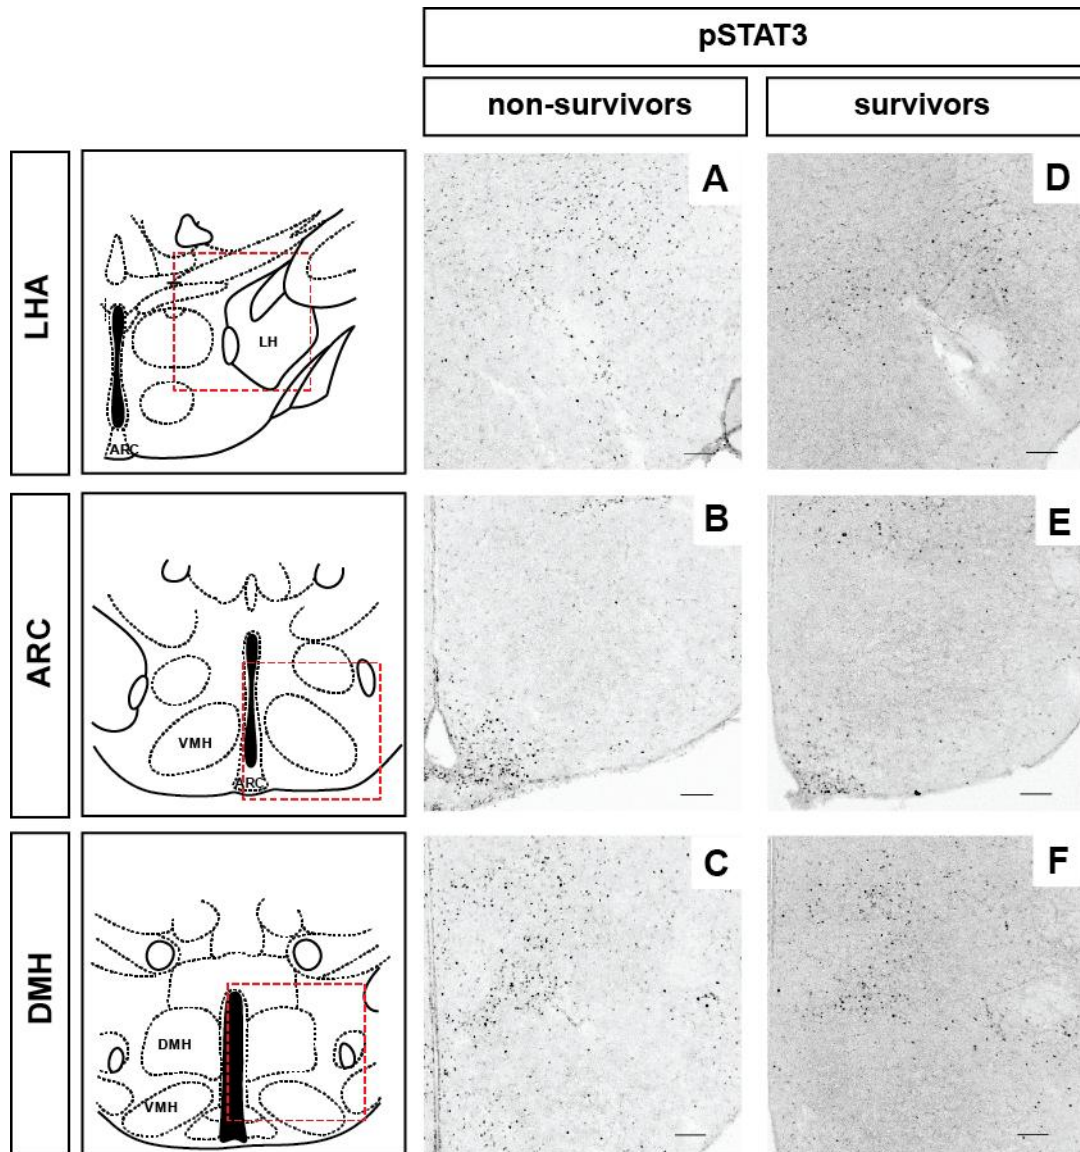 pSTAT3
non-survivors
survivors
LHA
LH
ARC
A
D
ARC
VMH
ARC
B
E
DMH
DMH
VMH
C
F